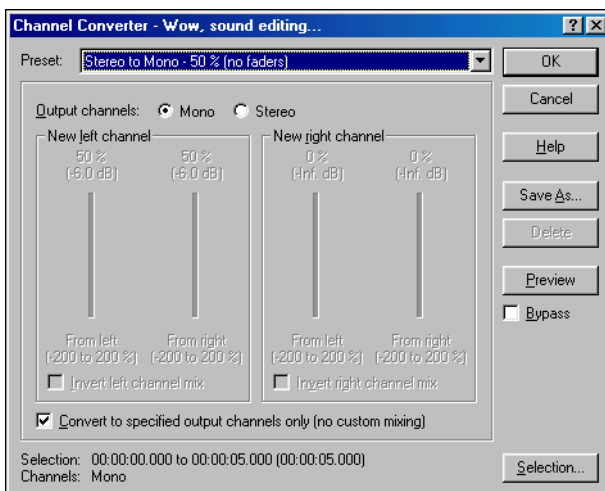 Channel Converter - Wow, sound editing...
Preset: Stereo to Mono - 50 % (no faders)
OK
Cancel
Help
Save As...
Delete
Preview
Bypass
Output channels: Mono Stereo
New left channel
50 % 50 %
(-6.0 dB) (-6.0 dB)
From left From right
(-200 to 200 %) (-200 to 200 %)
Invert left channel mix
New right channel
0 % 0 %
(-Inf. dB) (-Inf. dB)
From left From right
(-200 to 200 %) (-200 to 200 %)
Invert right channel mix
Convert to specified output channels only (no custom mixing)
Selection: 00:00:00.000 to 00:00:05.000 (00:00:05.000)
Channels: Mono
Selection...